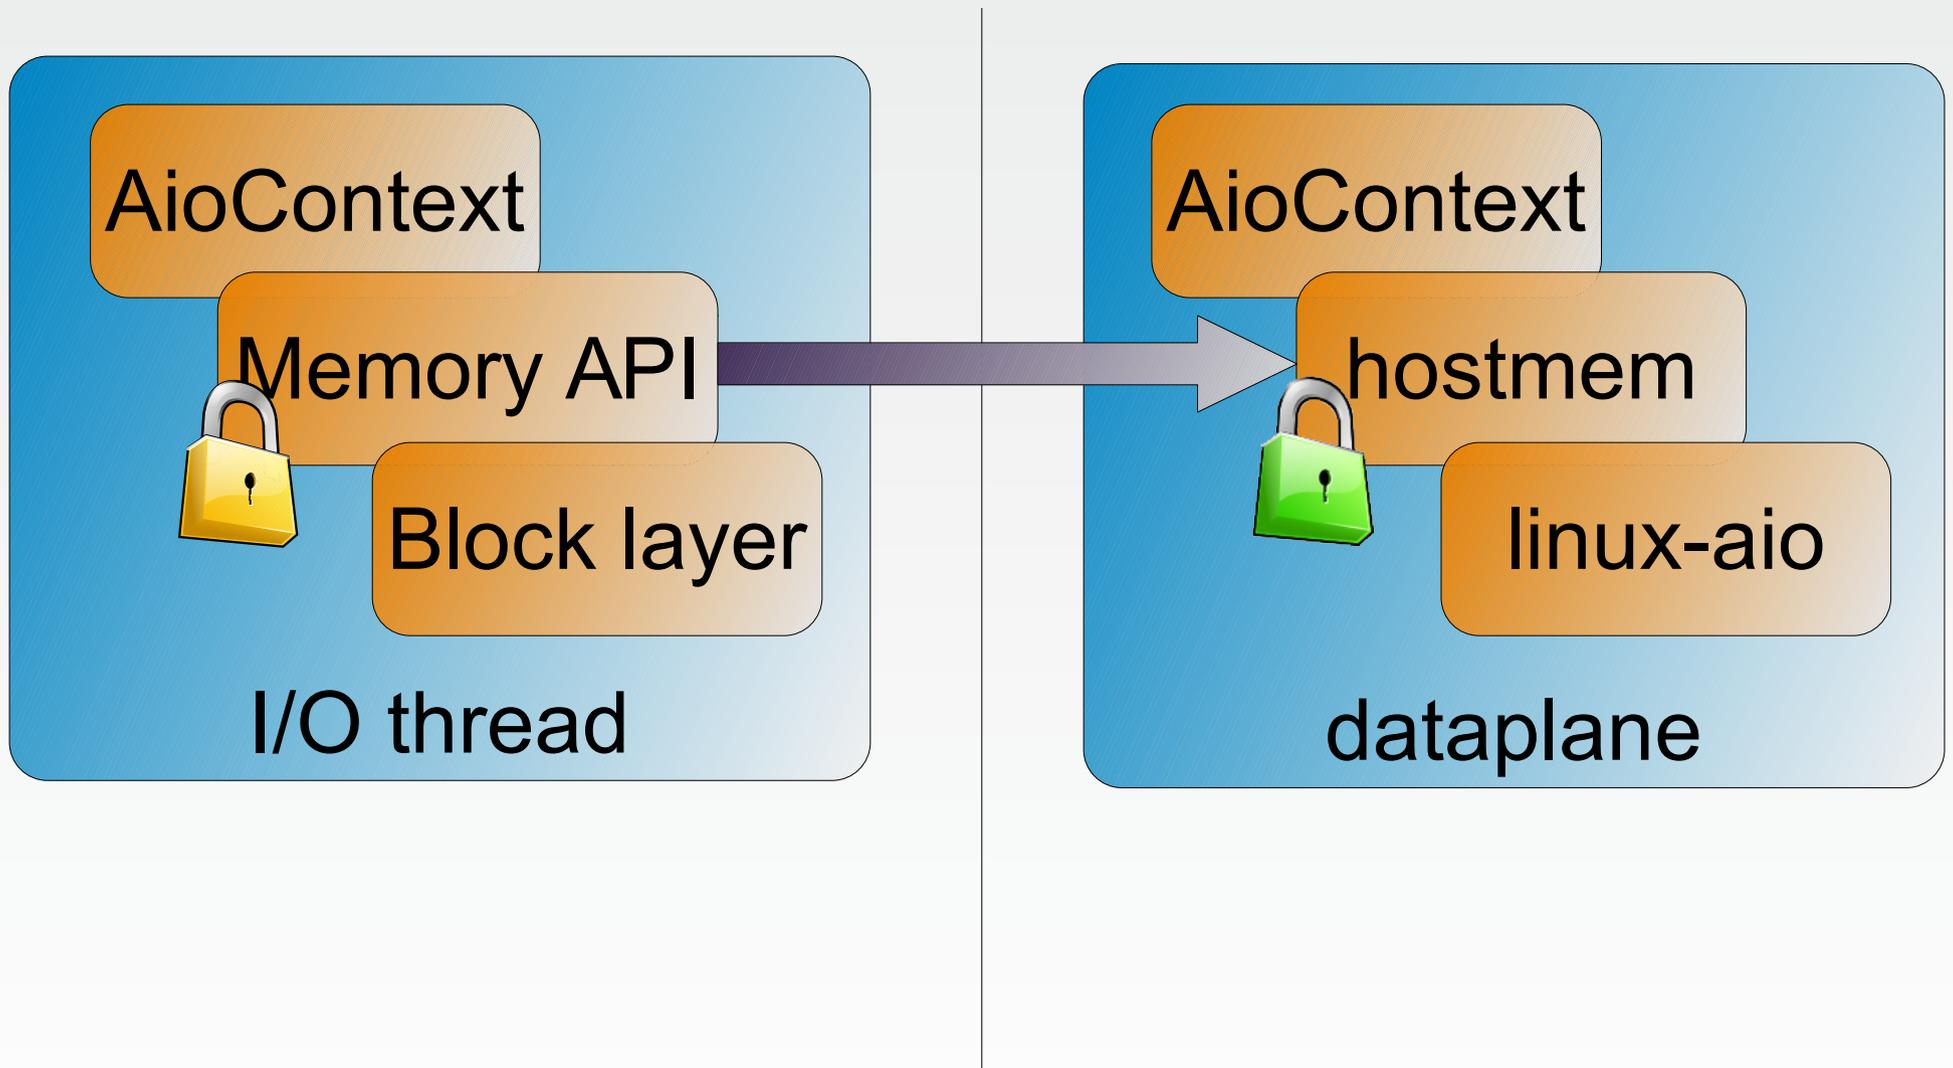 AioContext
Memory API
Block layer
I/O thread
AioContext
hostmem
linux-aio
dataplane